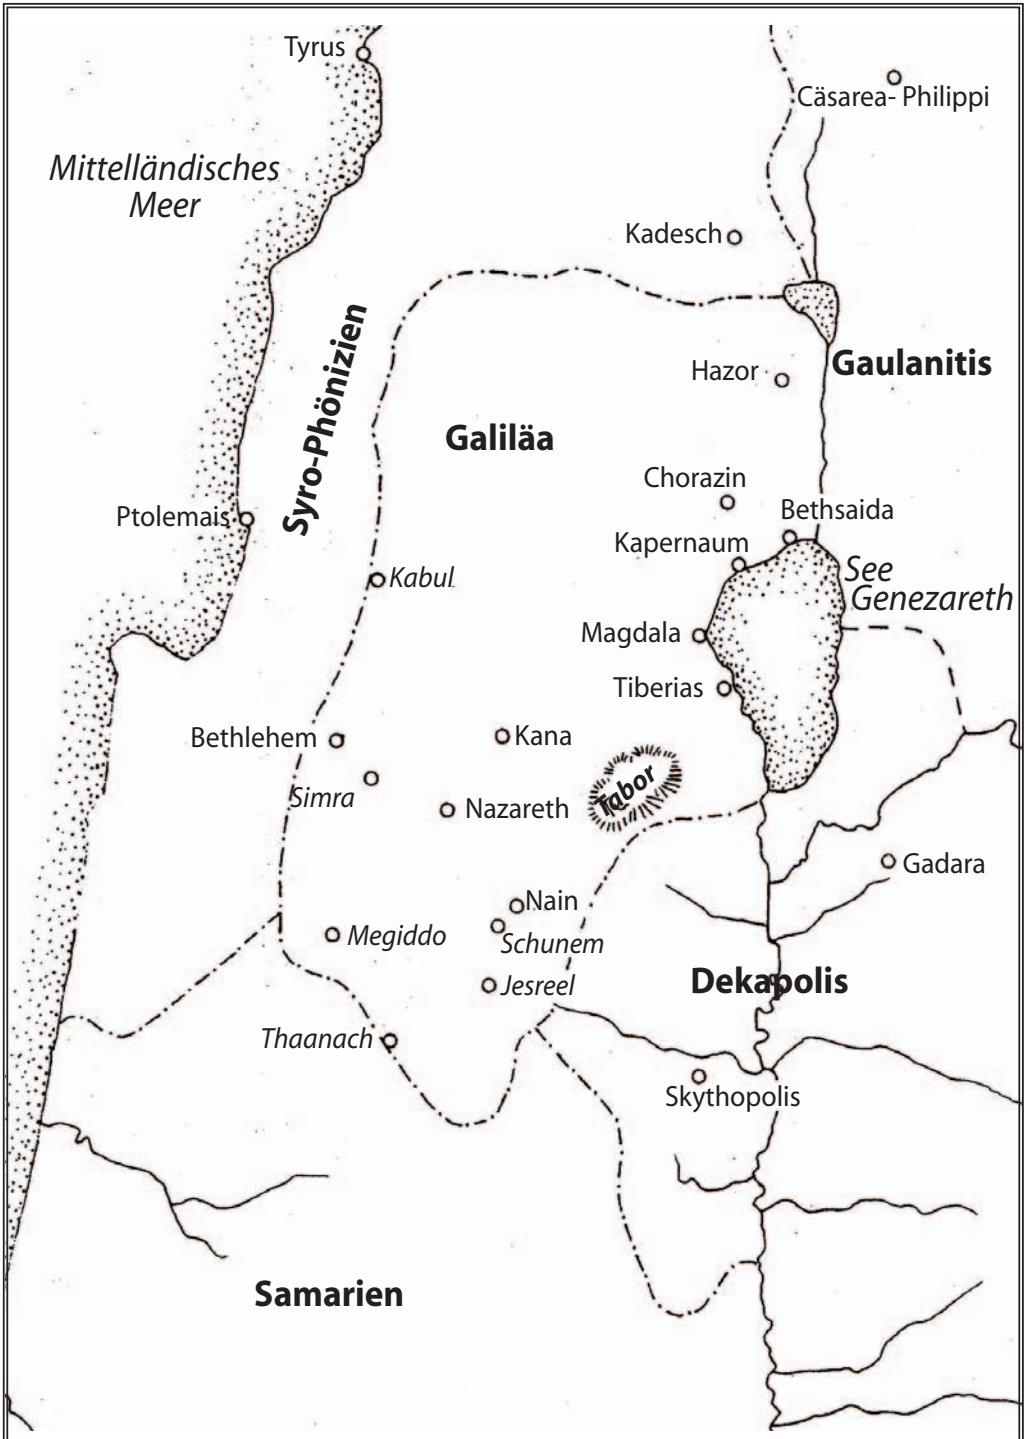 Tyrus
Cäsarea- Philippi
Mittelländisches
Meer
Kadesch
Syro-Phönizien
Hazor
Gaulanitis
Galiläa
Chorazin
Bethsaida
Ptolemais
Kapernaum
See
Genezareth
Kabul
Magdala
Tiberias
Bethlehem
Kana
Simra
Tabor
Nazareth
Gadara
Nain
Megiddo
Schunem
Jesreel
Dekapolis
Thaanach
Skythopolis
Samarien